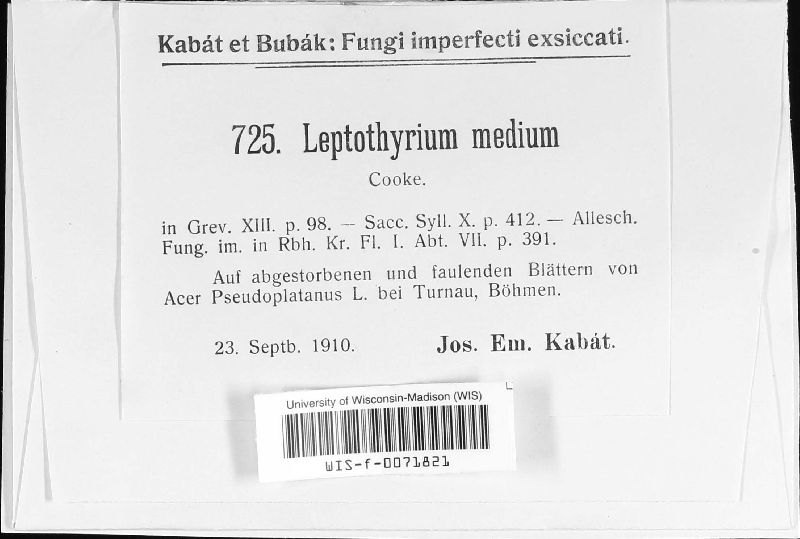 Kabát et Bubák: Fungi imperfecti exsiccati.
725. Leptothyrium medium
Cooke.
in Grev. XIII. p. 98. — Sacc. Syll. X. p. 412. — Allesch.
Fung. im. in Rbh. Kr. Fl. I. Abt. VII. p. 391.
Auf abgestorbenen und faulenden Blättern von
Acer Pseudoplatanus L. bei Turnau, Böhmen.
23. Septb. 1910. Jos. Em. Kabát.
University of Wisconsin-Madison (WIS)
WIS-f-0071821